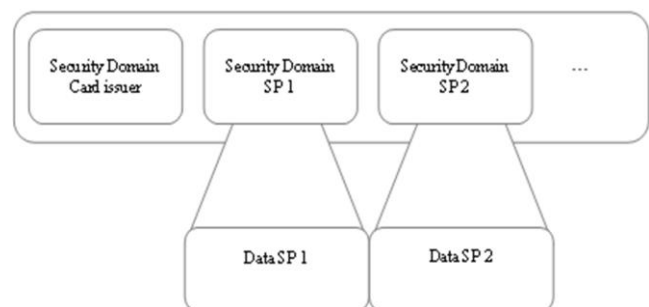 Security Domain
Card issuer
Security Domain
SP 1
Security Domain
SP 2
...
Data SP 1
Data SP 2